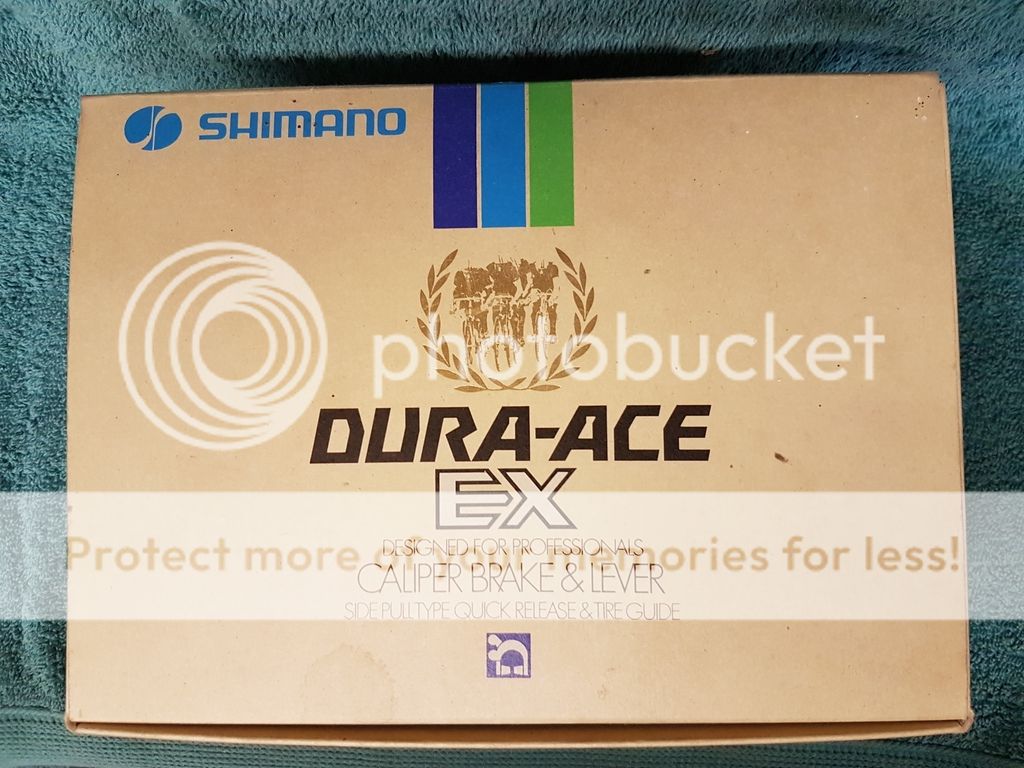 SHIMANO
photobucket
DURA-ACE
EX
Protect more of your memories for less!
DESIGNED FOR PROFESSIONALS
CALIPER BRAKE & LEVER
SIDE PULL TYPE QUICK RELEASE & TIRE GUIDE